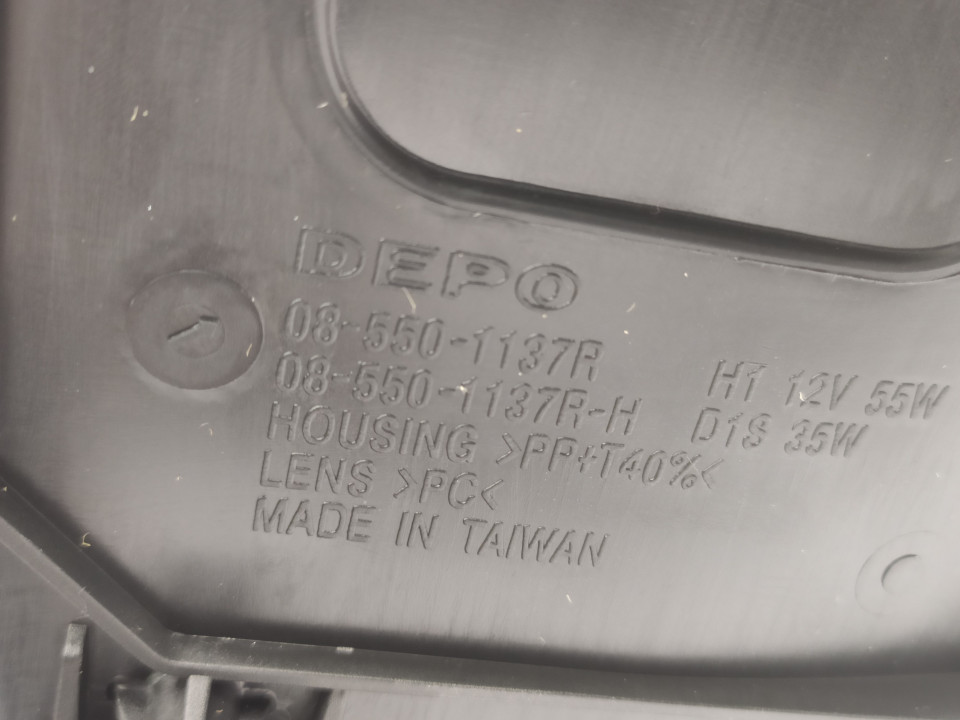 DEPO
08-550-1137R H1 12V 55W
08-550-1137R-H D1S 35W
HOUSING >PP+T40%<
LENS >PC<
MADE IN TAIWAN